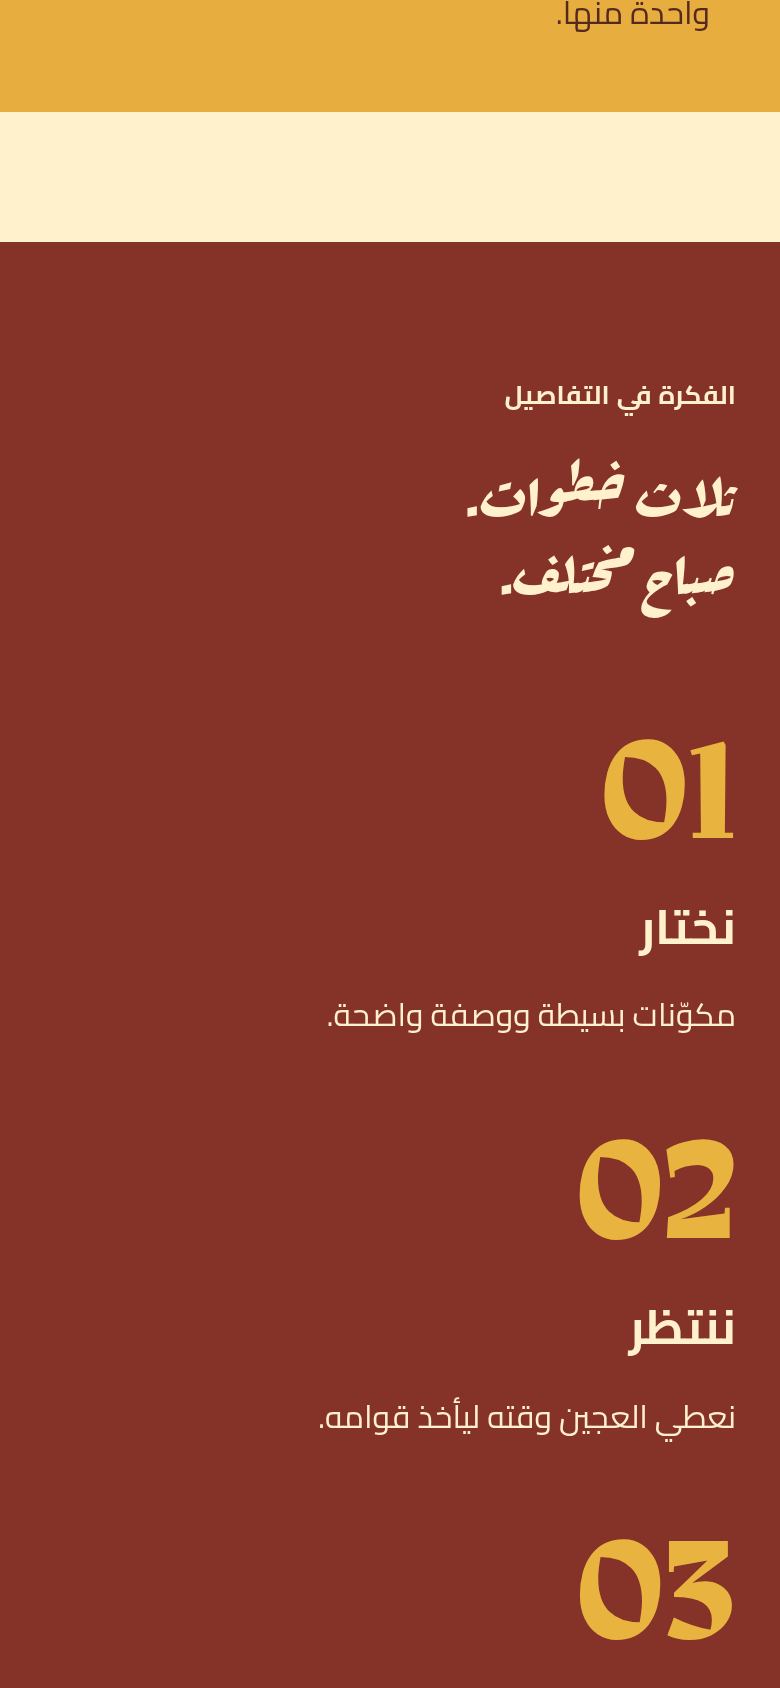 واحدة منها.
الفكرة في التفاصيل
ثلاث خطوات.
صباح مختلف.
01
نختار
مكوّنات بسيطة ووصفة واضحة.
02
ننتظر
نعطي العجين وقته ليأخذ قوامه.
03